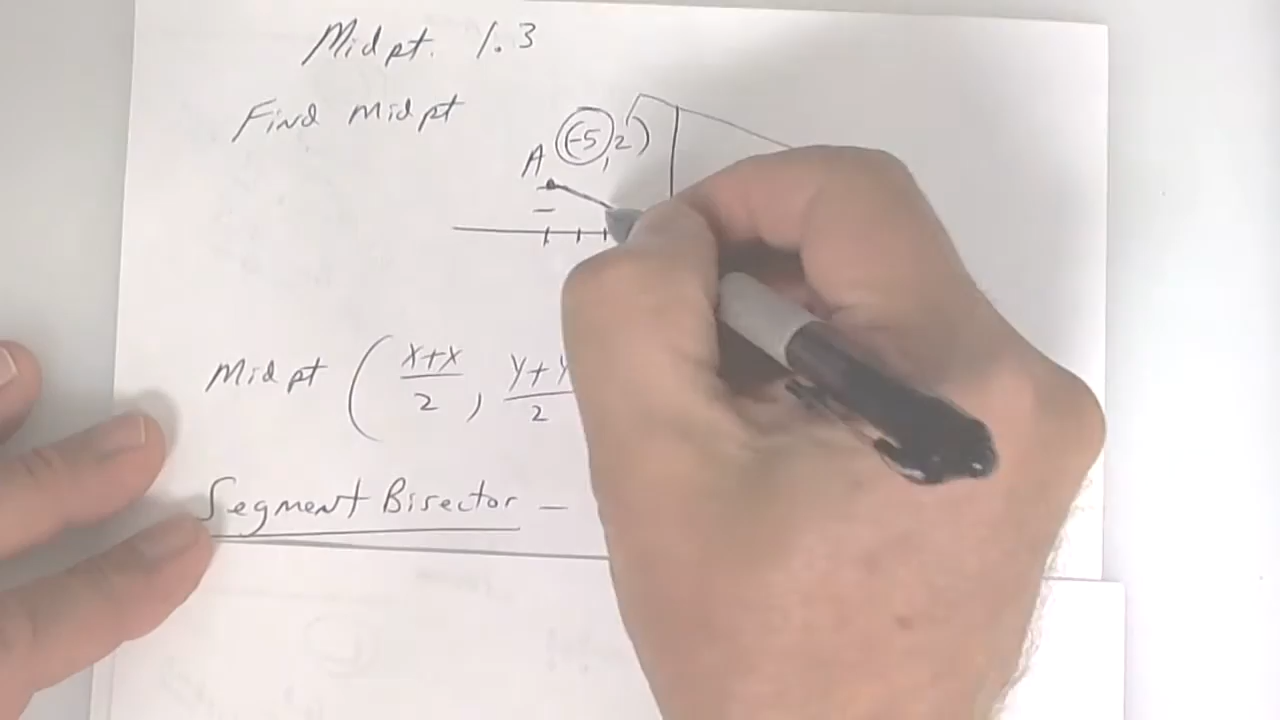 Midpt. 1.3
Find midpt
A (-5, 2)
Midpt (x+x/2, y+y/2
Segment Bisector -